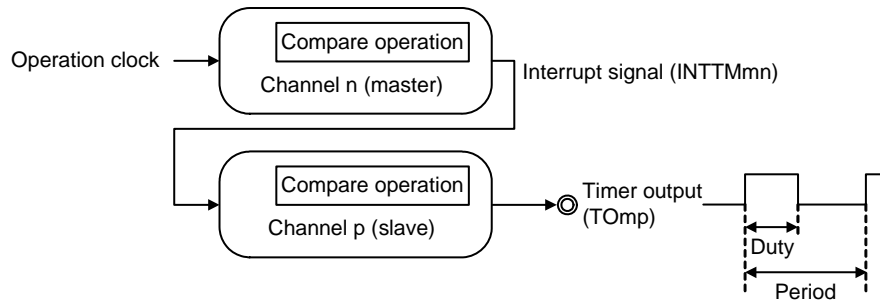 Compare operation
Operation clock
Channel n (master)
Interrupt signal (INTTMmn)
Compare operation
Channel p (slave)
Timer output
(TOmp)
Duty
Period